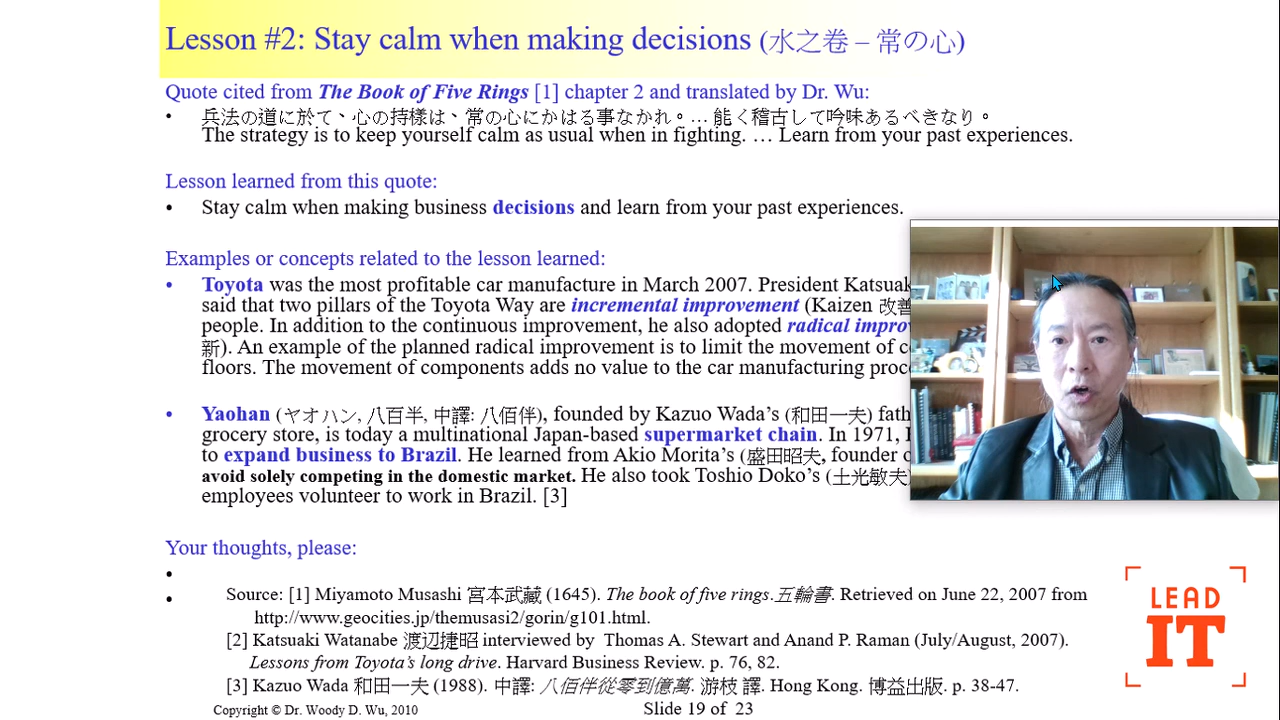 Lesson #2: Stay calm when making decisions (水之卷 – 常の心)
Quote cited from The Book of Five Rings [1] chapter 2 and translated by Dr. Wu:
• 兵法の道に於て、心の持様は、常の心にかはる事なかれ。… 能く稽古して吟味あるべきなり。
The strategy is to keep yourself calm as usual when in fighting. … Learn from your past experiences.
Lesson learned from this quote:
• Stay calm when making business decisions and learn from your past experiences.
Examples or concepts related to the lesson learned:
• Toyota was the most profitable car manufacture in March 2007. President Katsuak
said that two pillars of the Toyota Way are incremental improvement (Kaizen 改善
people. In addition to the continuous improvement, he also adopted radical impro
新). An example of the planned radical improvement is to limit the movement of c
floors. The movement of components adds no value to the car manufacturing proc
• Yaohan (ヤオハン, 八百半, 中譯: 八佰伴), founded by Kazuo Wada's (和田一夫) fath
grocery store, is today a multinational Japan-based supermarket chain. In 1971,
to expand business to Brazil. He learned from Akio Morita's (盛田昭夫, founder o
avoid solely competing in the domestic market. He also took Toshio Doko's (土光敏夫)
employees volunteer to work in Brazil. [3]
Your thoughts, please:
•
•
Source: [1] Miyamoto Musashi 宮本武藏 (1645). The book of five rings.五輪書. Retrieved on June 22, 2007 from
http://www.geocities.jp/themusasi2/gorin/g101.html.
[2] Katsuaki Watanabe 渡辺捷昭 interviewed by Thomas A. Stewart and Anand P. Raman (July/August, 2007).
Lessons from Toyota's long drive. Harvard Business Review. p. 76, 82.
[3] Kazuo Wada 和田一夫 (1988). 中譯: 八佰伴從零到億萬. 游枝 譯. Hong Kong. 博益出版. p. 38-47.
Copyright © Dr. Woody D. Wu, 2010
Slide 19 of 23
LEAD
IT